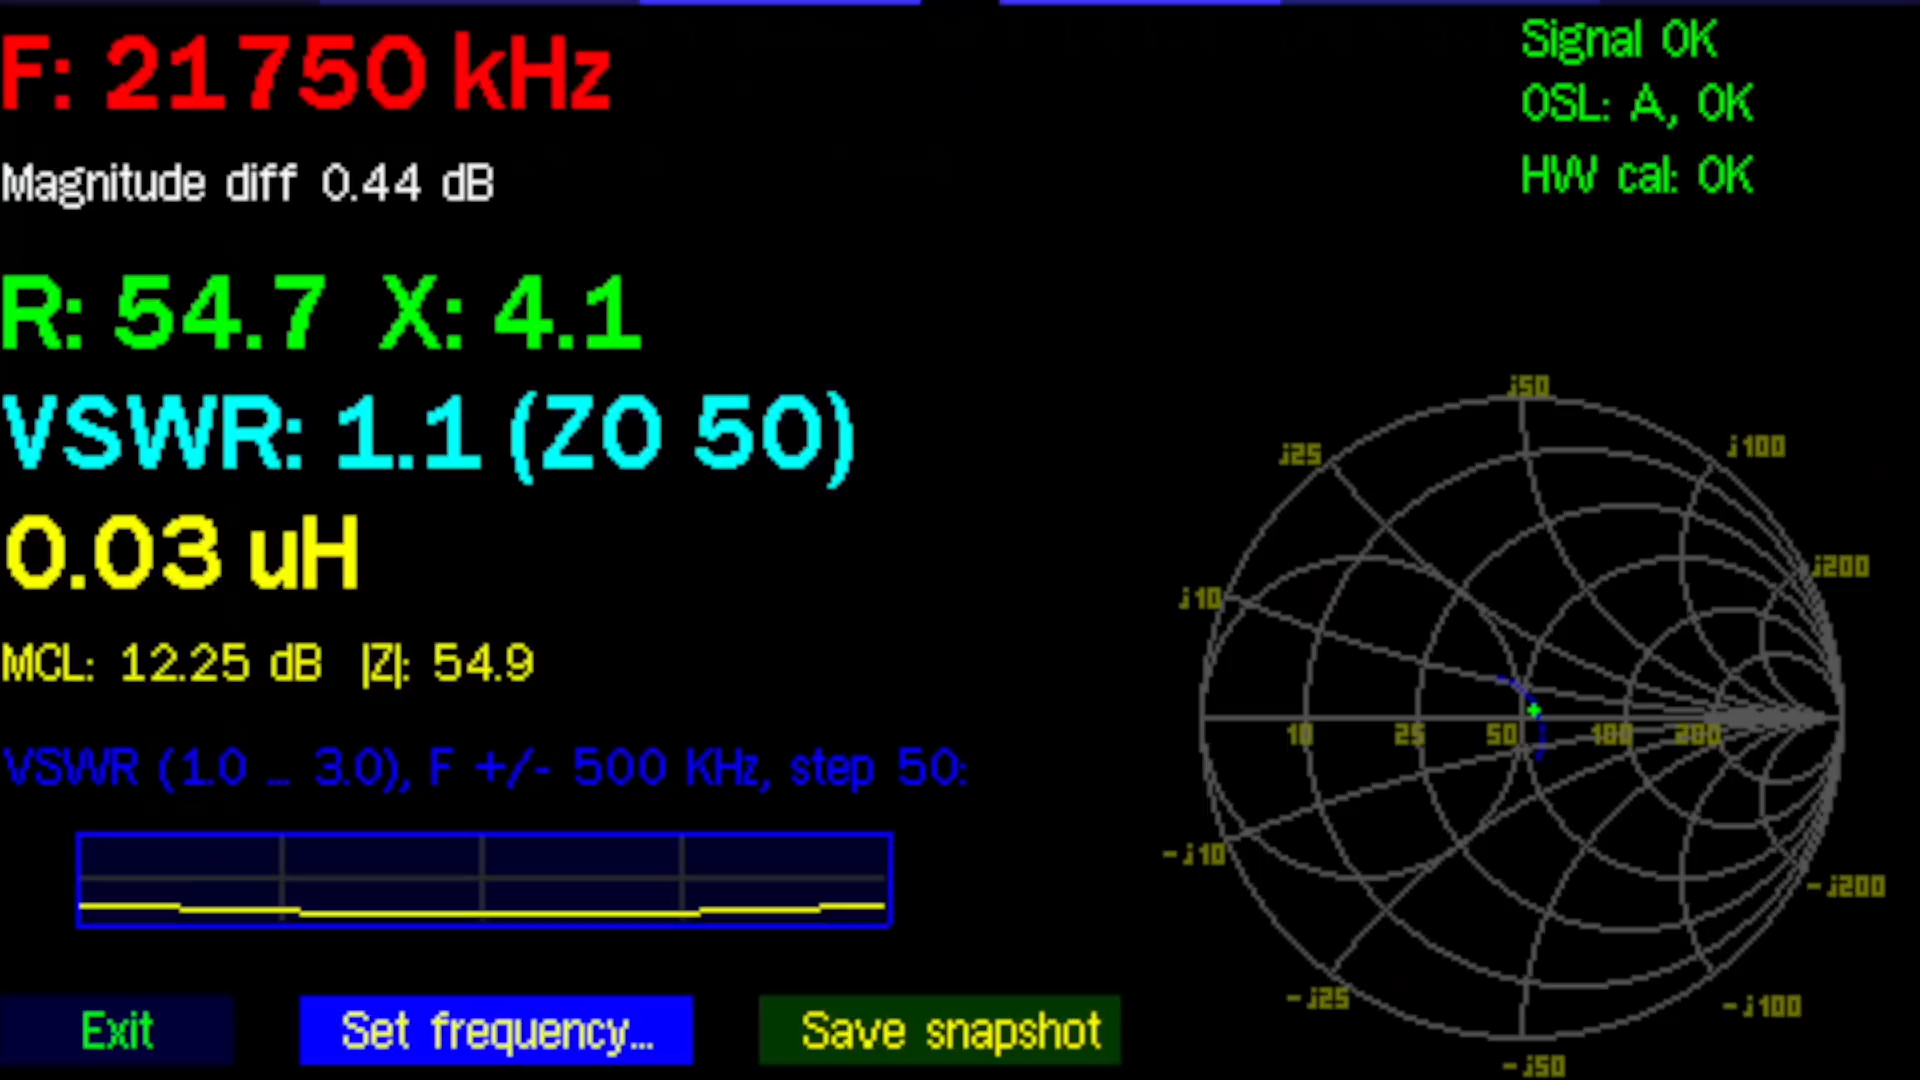 F: 21750 kHz
Signal OK
OSL: A, OK
Magnitude diff 0.44 dB
HW cal: OK
R: 54.7 X: 4.1
VSWR: 1.1 (Z0 50)
0.03 uH
MCL: 12.25 dB |Z|: 54.9
VSWR (1.0 _ 3.0), F +/- 500 KHz, step 50:
j50
j25
j100
j10
j200
10 25 50 100 200
-j10
-j200
-j25
-j100
-j50
Exit
Set frequency...
Save snapshot